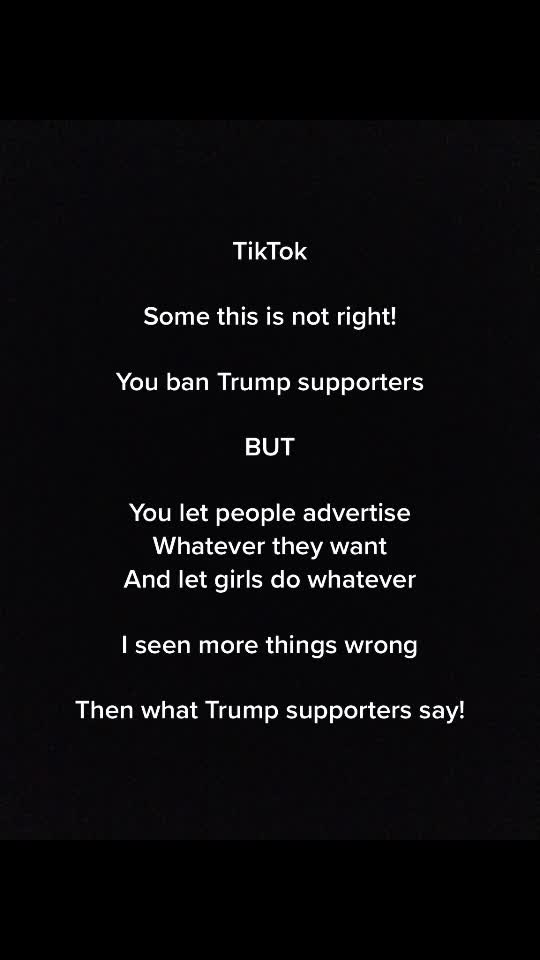 TikTok
Some this is not right!
You ban Trump supporters
BUT
You let people advertise
Whatever they want
And let girls do whatever
I seen more things wrong
Then what Trump supporters say!